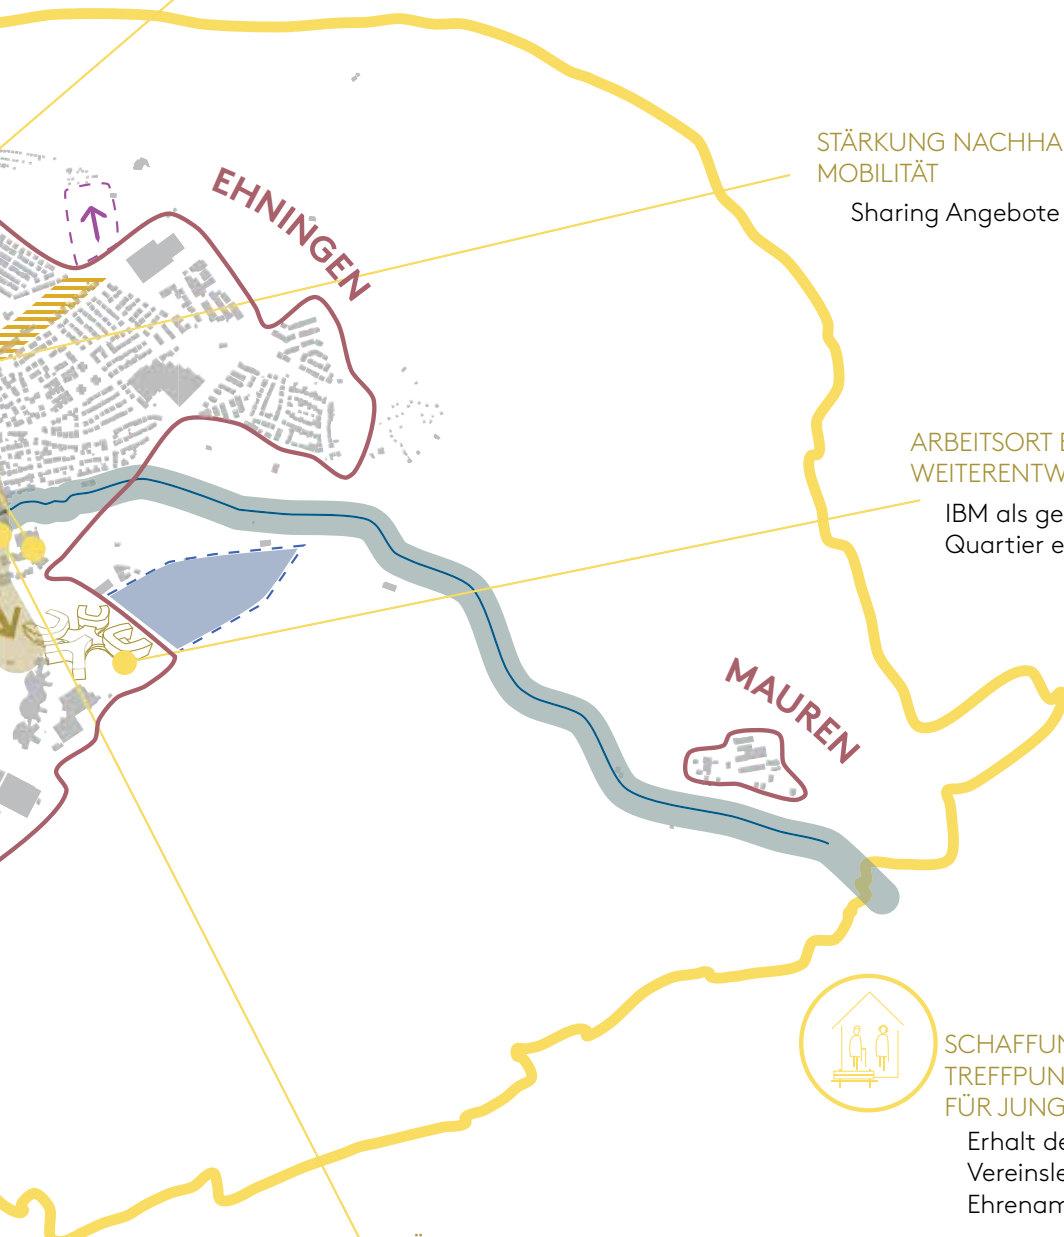 EHNINGEN
STÄRKUNG NACHHA
MOBILITÄT
Sharing Angebote
ARBEITSORT
WEITERENTW
IBM als ge
Quartier e
MAUREN
SCHAFFUN
TREFFPUN
FÜR JUNG
Erhalt de
Vereinsle
Ehrenam